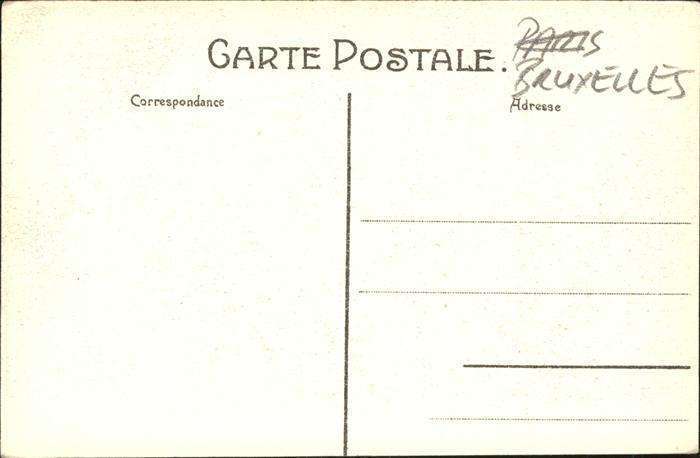 CARTE POSTALE.
PARIS
BRUXELLES
Correspondance
Adresse